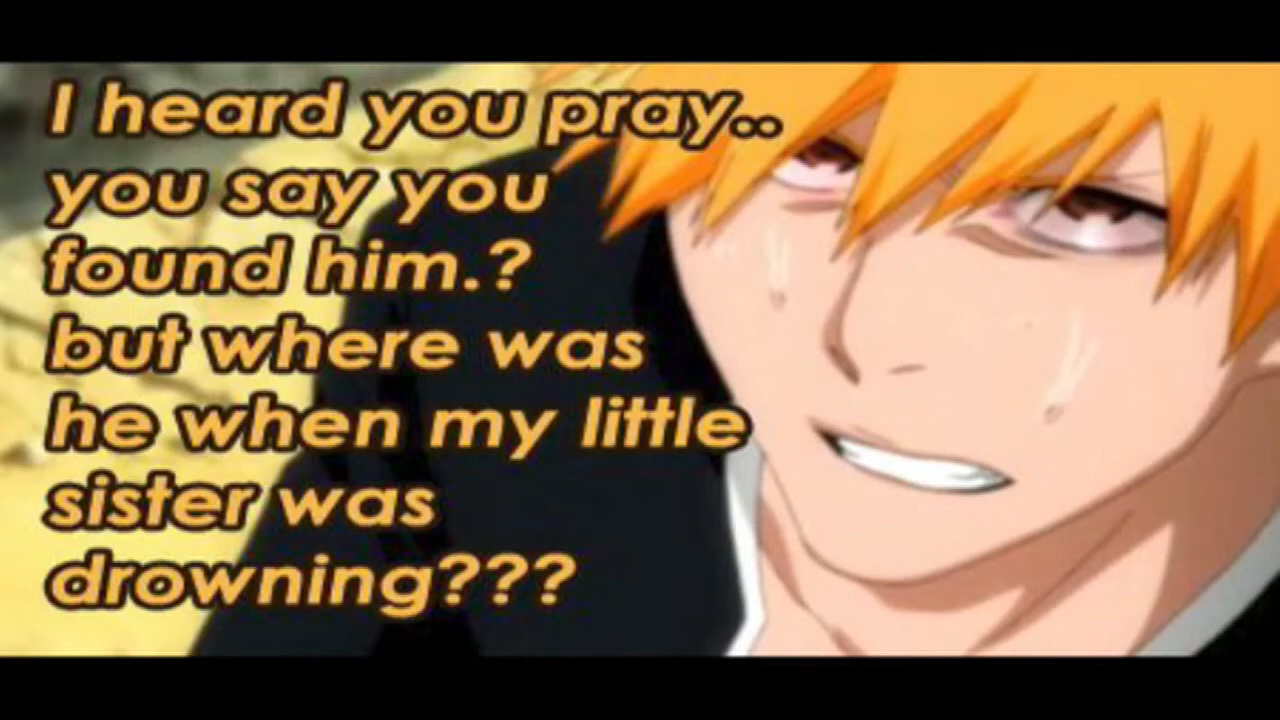 I heard you pray..
you say you
found him.?
but where was
he when my little
sister was
drowning???